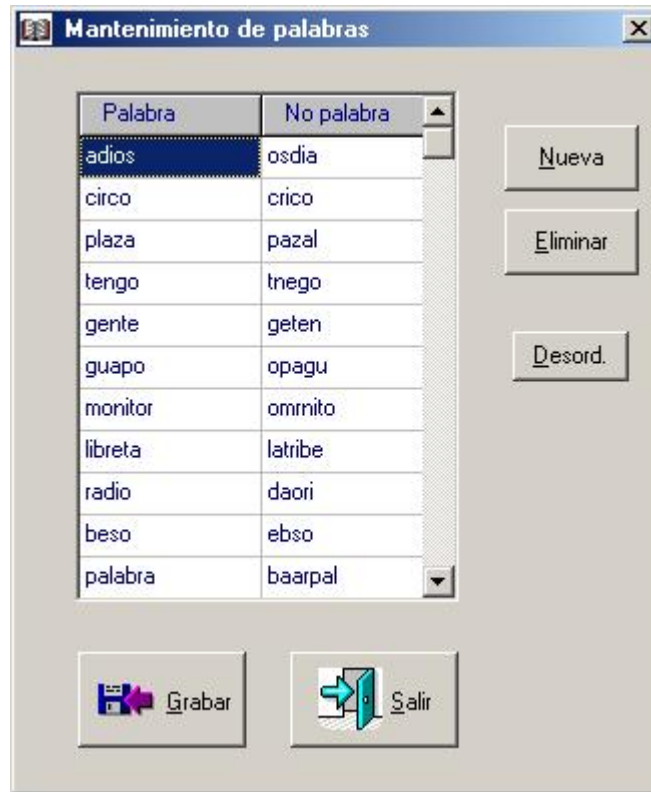 Mantenimiento de palabras
Palabra No palabra
adios osdia
circo crico
plaza pazal
tengo tnego
gente geten
guapo opagu
monitor omrnito
libreta latribe
radio daori
beso ebso
palabra baarpal
Nueva
Eliminar
Desord.
Grabar
Salir